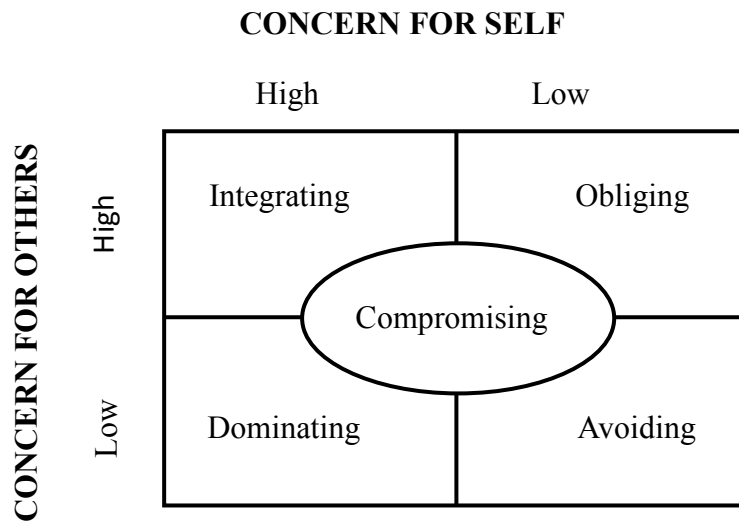 CONCERN FOR SELF
High Low
CONCERN FOR OTHERS
High
Integrating Obliging
Compromising
Low
Dominating Avoiding